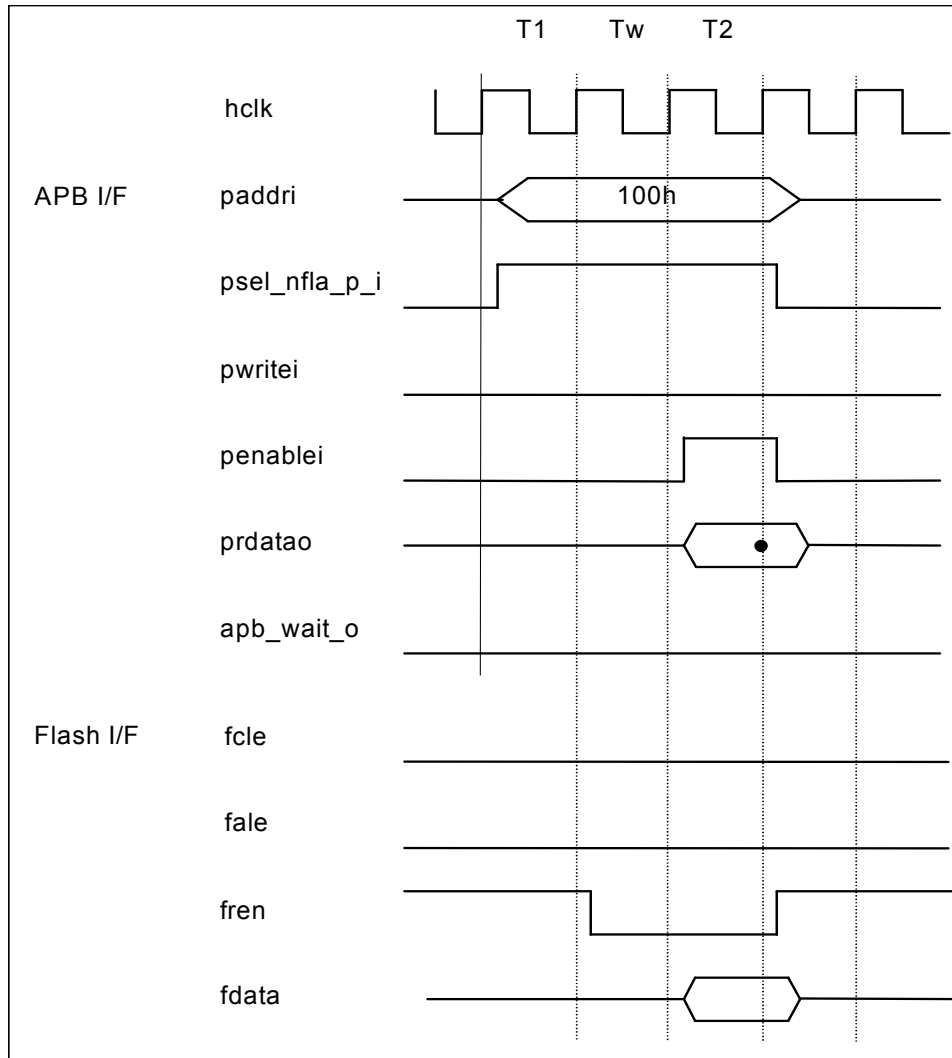 T1 Tw T2
hclk
APB I/F paddri 100h
psel_nfla_p_i
pwritei
penablei
prdatao
apb_wait_o
Flash I/F fcle
fale
fren
fdata